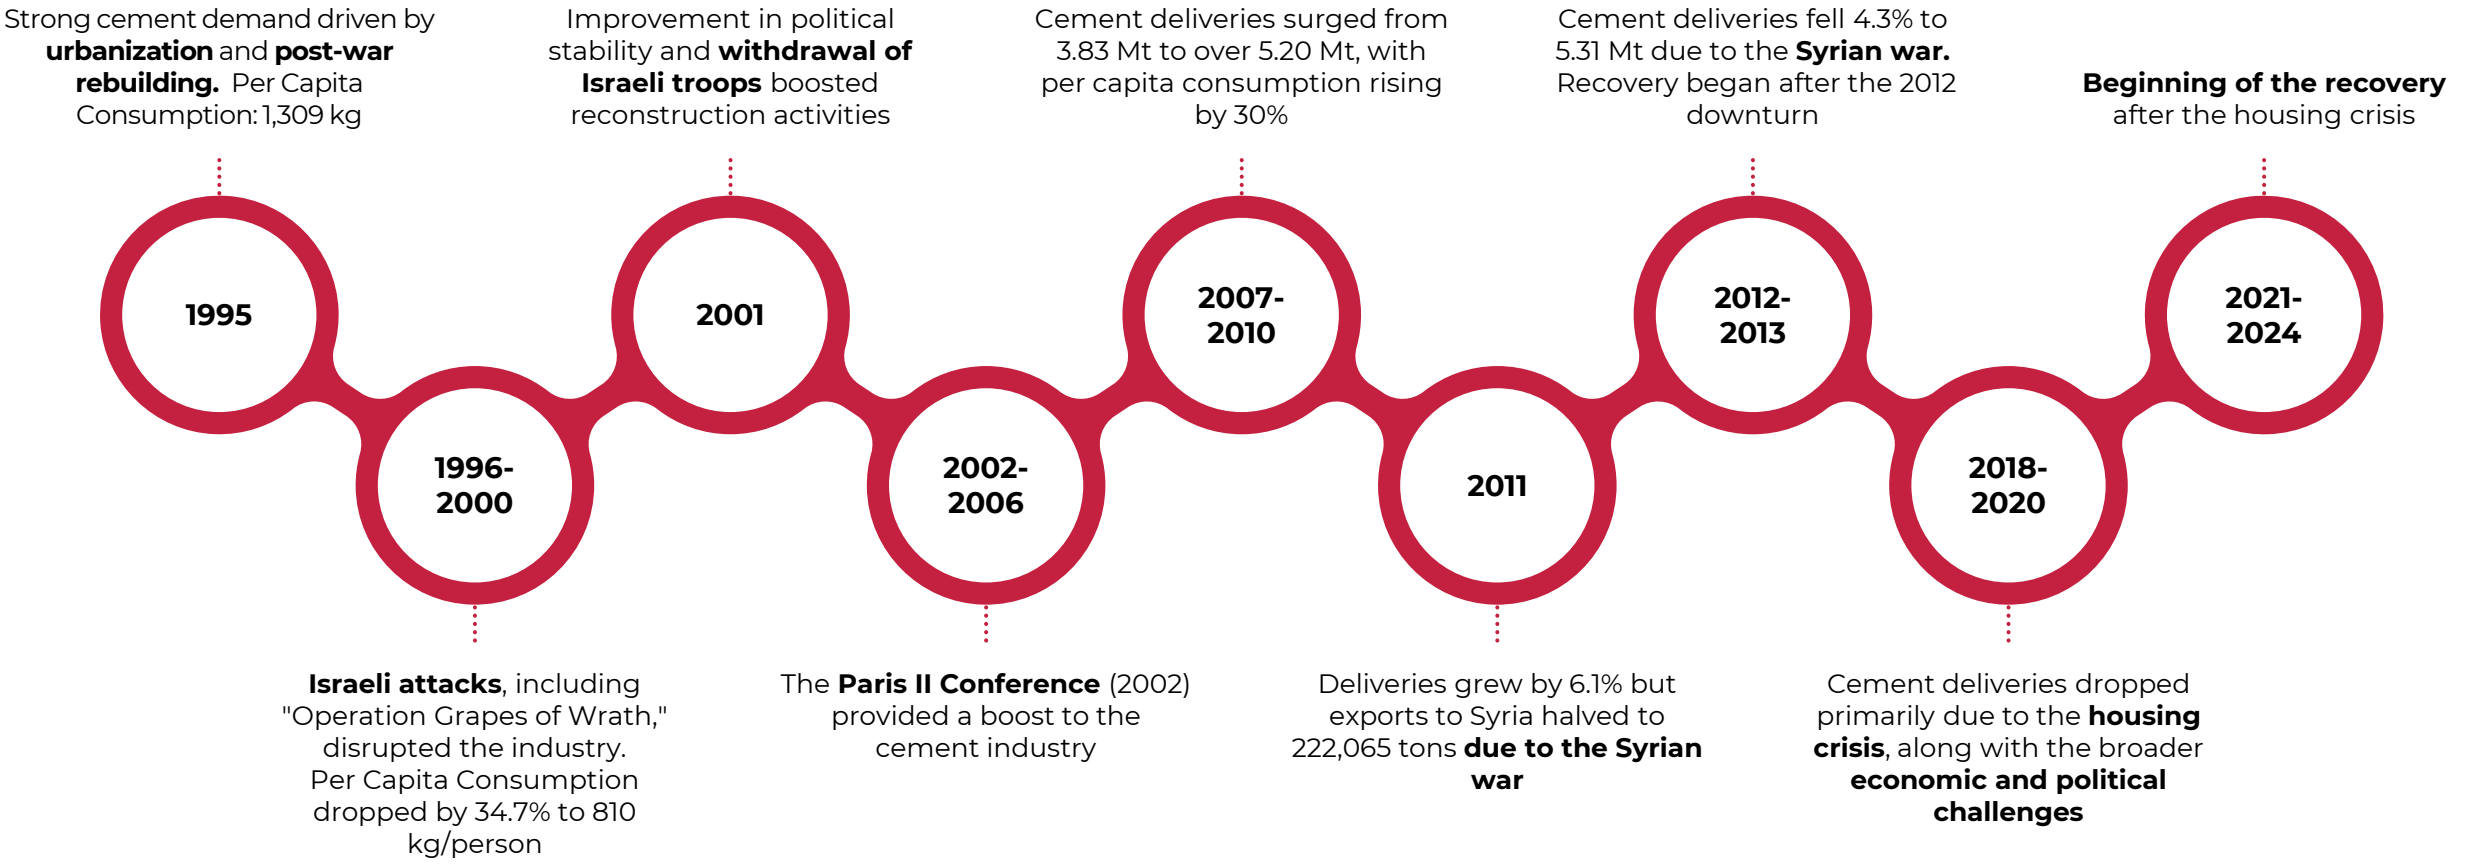 Strong cement demand driven by
urbanization and post-war
rebuilding. Per Capita
Consumption: 1,309 kg
Improvement in political
stability and withdrawal of
Israeli troops boosted
reconstruction activities
Cement deliveries surged from
3.83 Mt to over 5.20 Mt, with
per capita consumption rising
by 30%
Cement deliveries fell 4.3% to
5.31 Mt due to the Syrian war.
Recovery began after the 2012
downturn
Beginning of the recovery
after the housing crisis
1995
1996-
2000
2001
2002-
2006
2007-
2010
2011
2012-
2013
2018-
2020
2021-
2024
Israeli attacks, including
"Operation Grapes of Wrath,"
disrupted the industry.
Per Capita Consumption
dropped by 34.7% to 810
kg/person
The Paris II Conference (2002)
provided a boost to the
cement industry
Deliveries grew by 6.1% but
exports to Syria halved to
222,065 tons due to the Syrian
war
Cement deliveries dropped
primarily due to the housing
crisis, along with the broader
economic and political
challenges